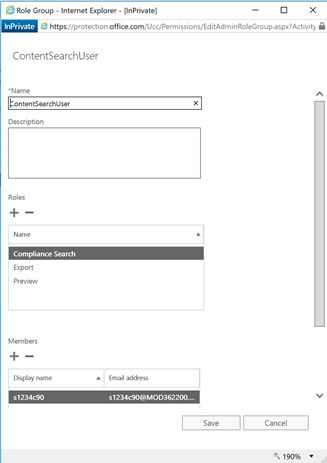 Role Group - Internet Explorer - [InPrivate]
InPrivate https://protection.office.com/Ucc/Permissions/EditAdminRoleGroup.aspx?Activity
ContentSearchUser
*Name
ContentSearchUser
Description
Roles
Name
Compliance Search
Export
Preview
Members
Display name Email address
s1234c90 s1234c90@MOD362200....
Save Cancel
190%